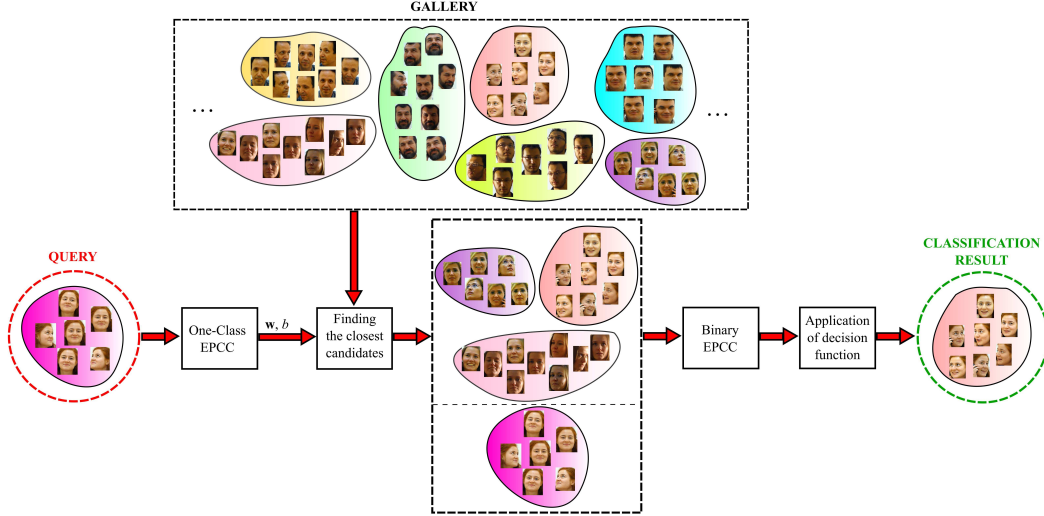 GALLERY
...
...
QUERY
One-Class
EPCC
w, b
Finding
the closest
candidates
Binary
EPCC
Application
of decision
function
CLASSIFICATION
RESULT